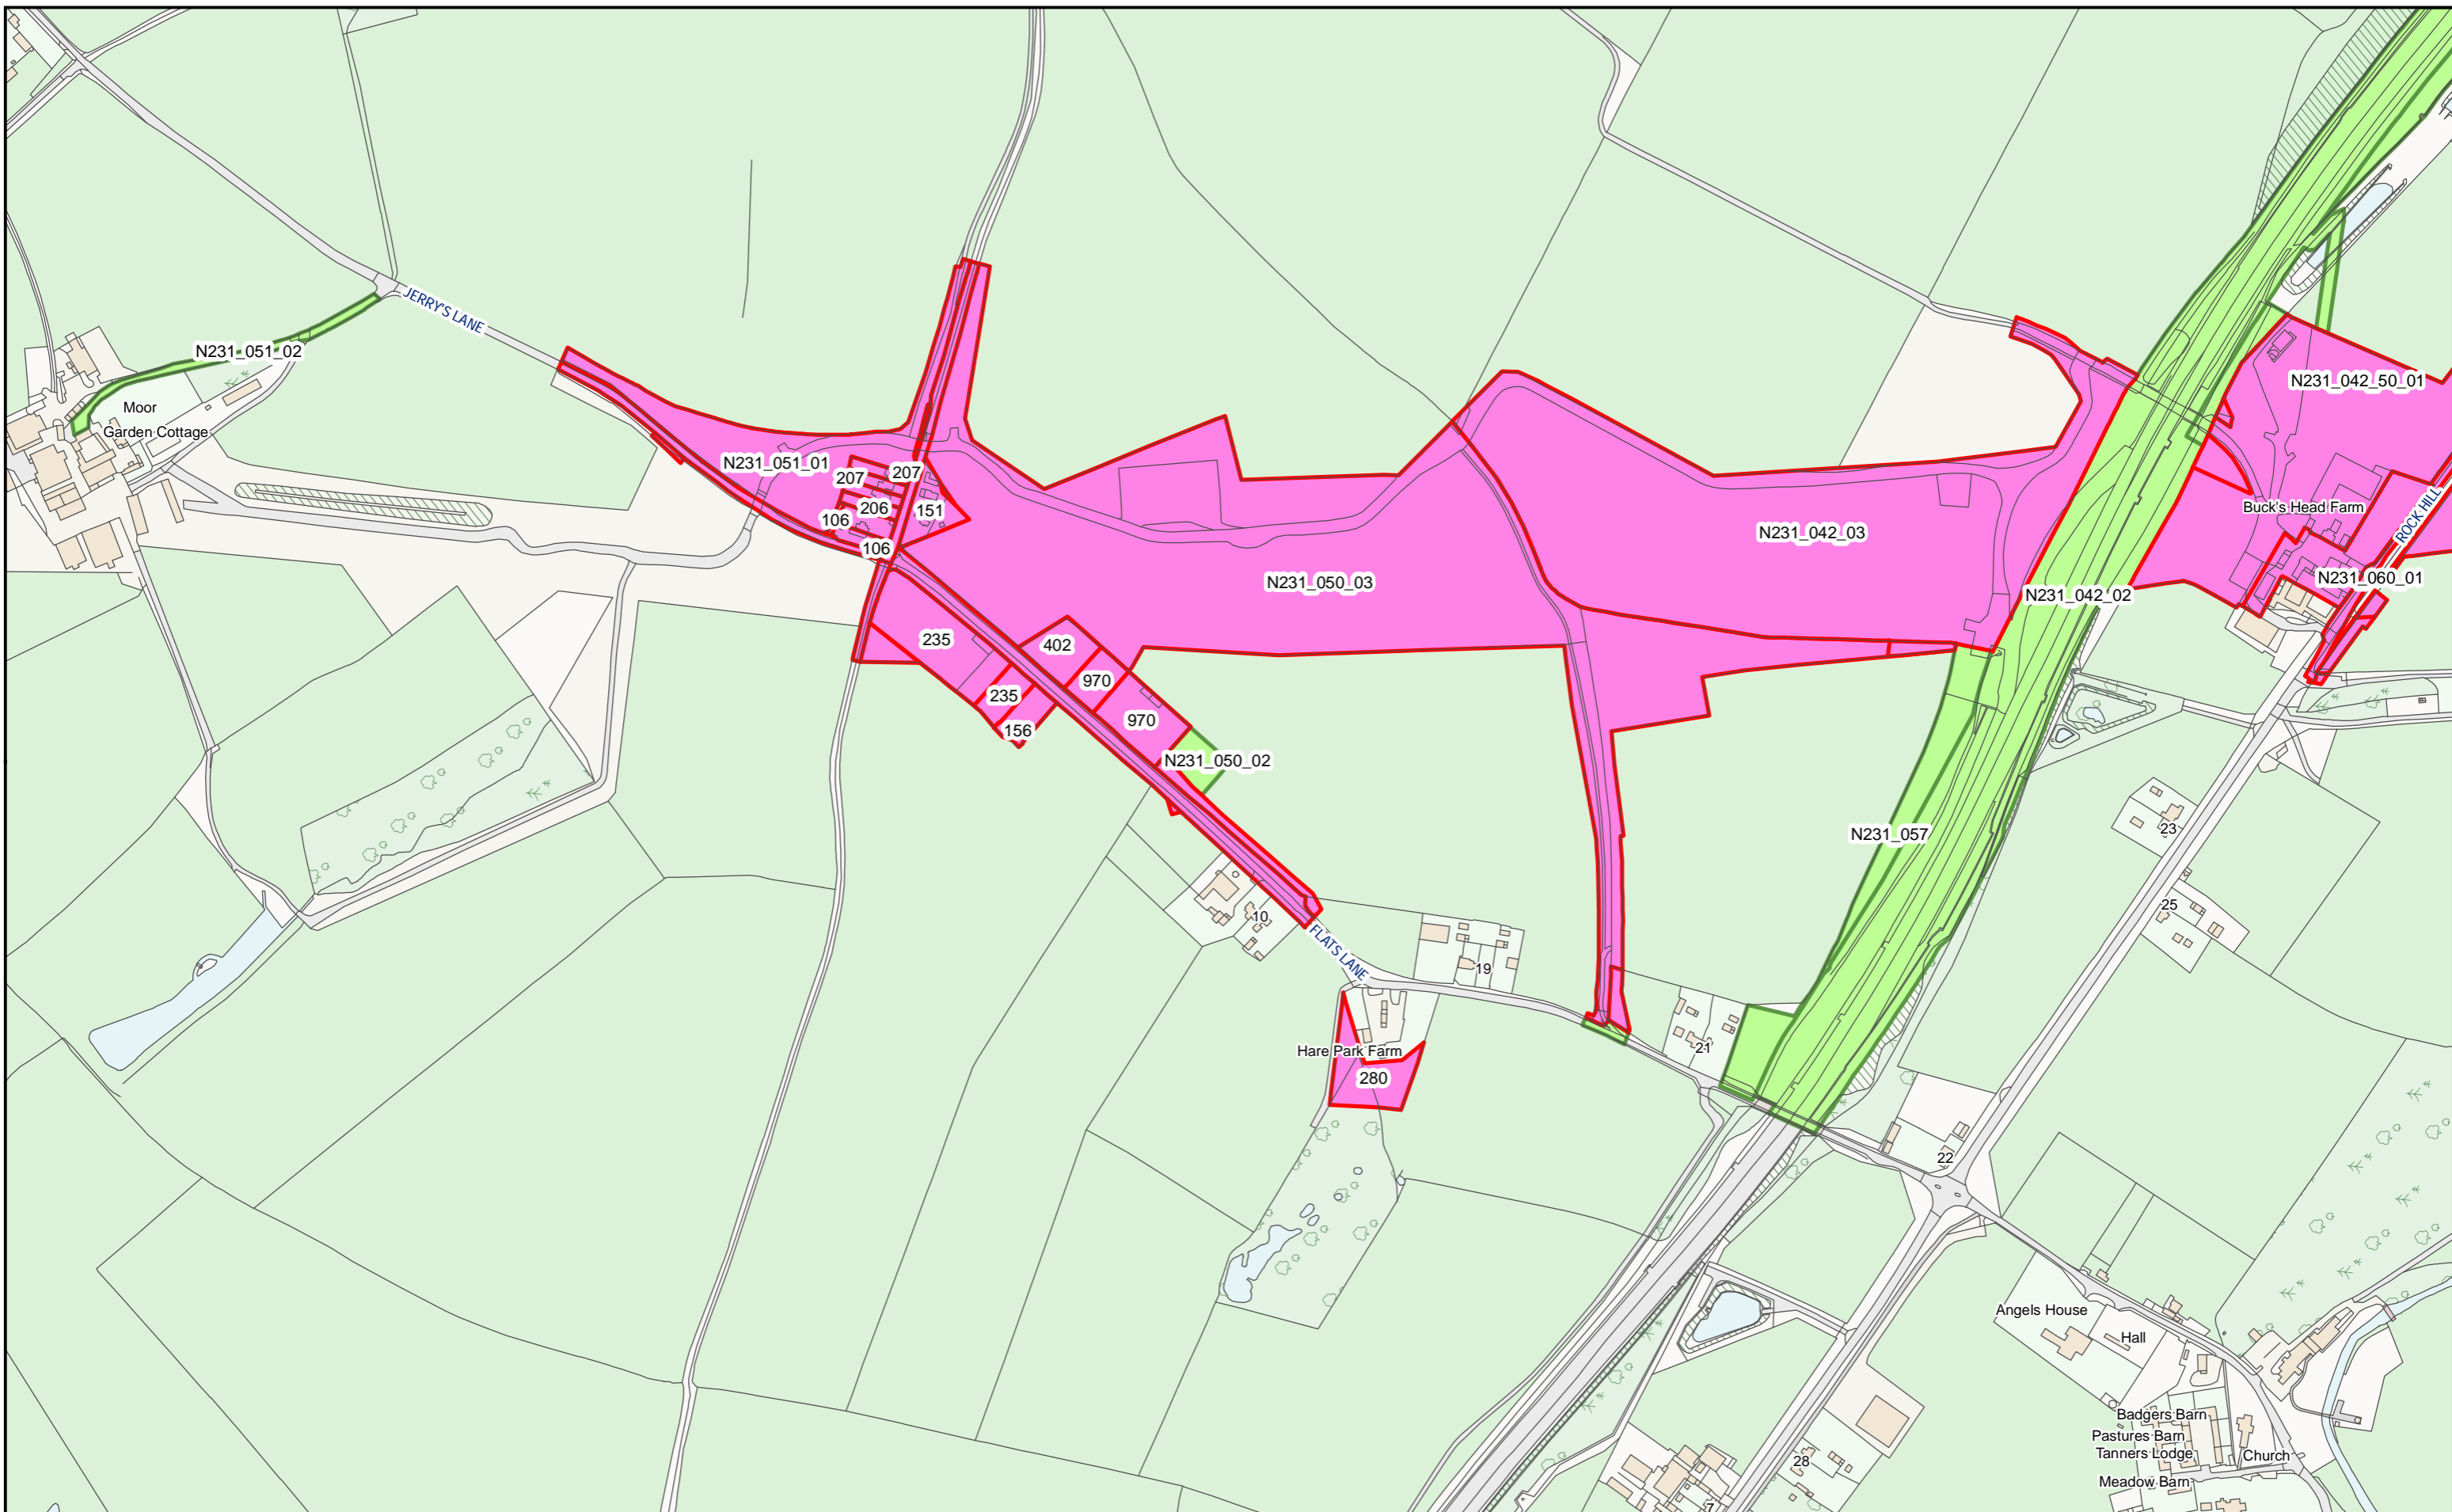 JERRY'S LANE
N231_051_02
N231_042_50_01
Moor
Garden Cottage
N231_051_01
207
207
206
151
106
106
Buck's Head Farm
ROCK HILL
N231_042_03
N231_050_03
N231_060_01
N231_042_02
235
402
970
235
970
156
N231_050_02
N231_057
23
25
10
FLATS LANE
19
21
Hare Park Farm
280
22
Angels House
Hall
Badgers Barn
Pastures Barn
Tanners Lodge
Church
28
Meadow Barn
7